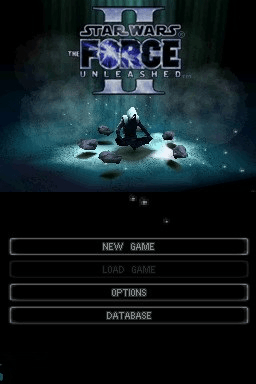 STAR WARS
THE FORCE
UNLEASHED
II
NEW GAME
LOAD GAME
OPTIONS
DATABASE